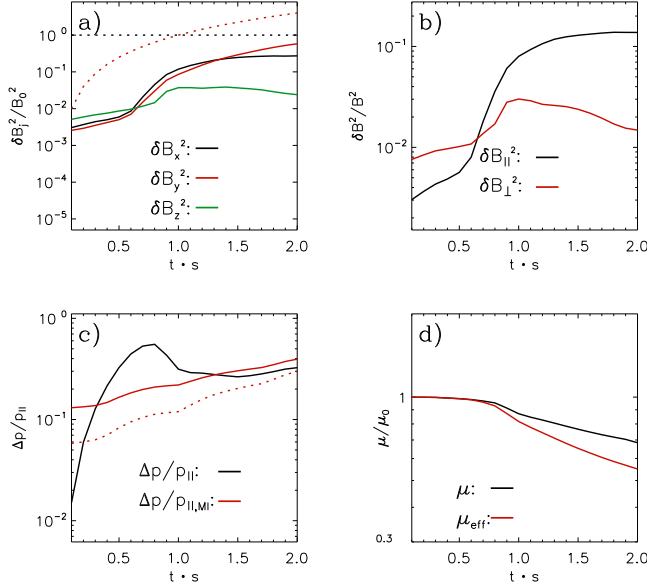 a)
δB_j²/B_0²
10⁰
10⁻¹
10⁻²
10⁻³
10⁻⁴
10⁻⁵
δB_x²:
δB_y²:
δB_z²:
0.5 1.0 1.5 2.0
t · s
b)
δB²/B²
10⁻¹
10⁻²
δB_||²:
δB_⊥²:
0.5 1.0 1.5 2.0
t · s
c)
Δp/p_||
10⁰
10⁻¹
10⁻²
Δp/p_||:
Δp/p_||,MI:
0.5 1.0 1.5 2.0
t · s
d)
μ/μ_0
1
0.3
μ:
μ_eff:
0.5 1.0 1.5 2.0
t · s